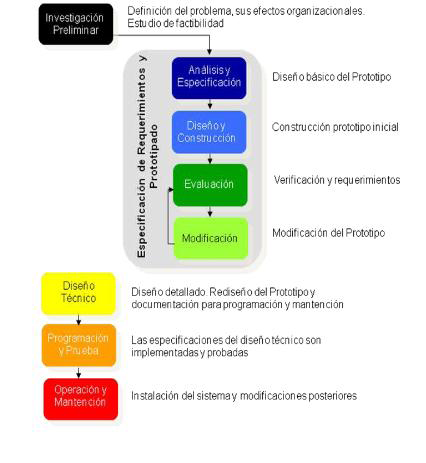 Investigación
Preliminar
Definición del problema, sus efectos organizacionales.
Estudio de factibilidad
Especificación de Requerimientos y
Prototipado
Análisis y
Especificación
Diseño básico del Prototipo
Diseño y
Construcción
Construcción prototipo inicial
Evaluación
Verificación y requerimientos
Modificación
Modificación del Prototipo
Diseño
Técnico
Diseño detallado. Rediseño del Prototipo y
documentación para programación y mantención
Programación
y Prueba
Las especificaciones del diseño técnico son
implementadas y probadas
Operación y
Mantención
Instalación del sistema y modificaciones posteriores